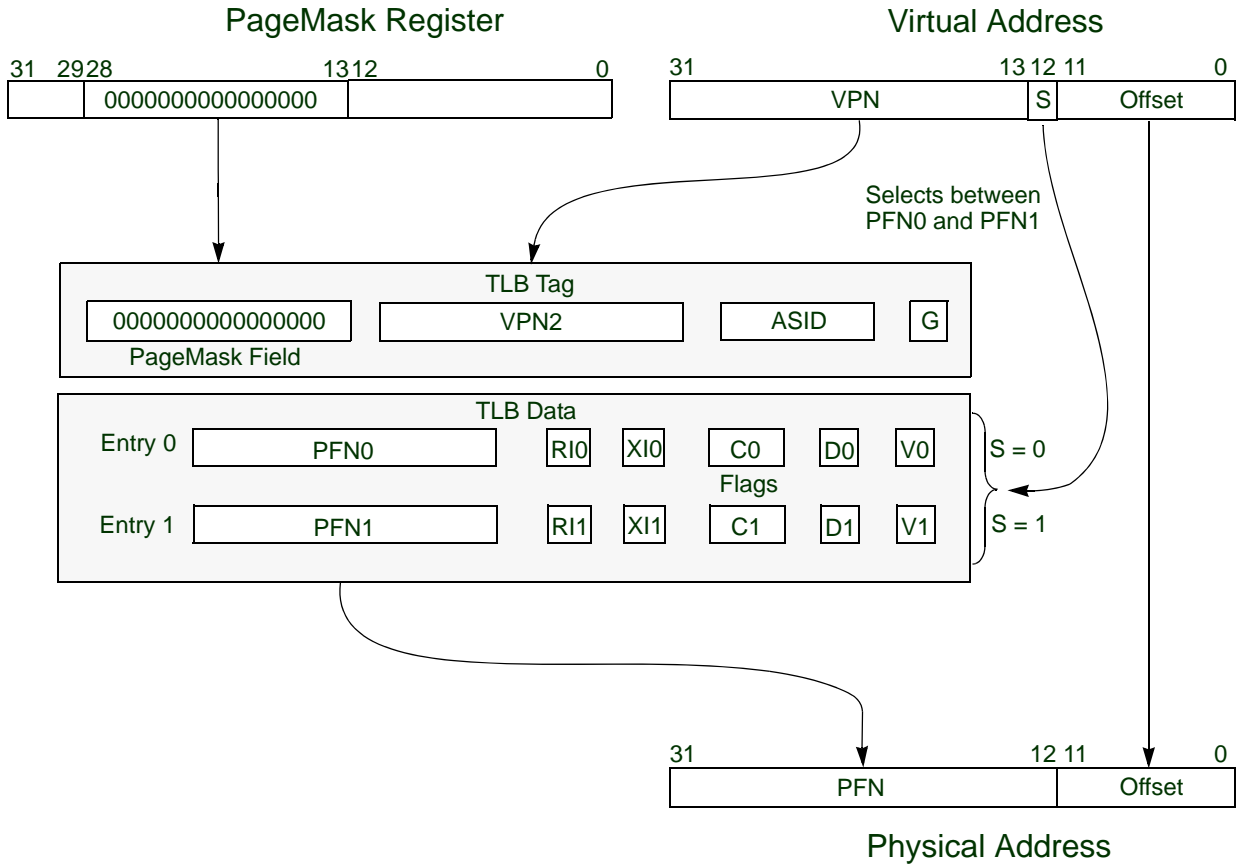 PageMask Register
Virtual Address
31 29 28 13 12 0
31 13 12 11 0
0000000000000000
VPN S Offset
Selects between
PFN0 and PFN1
TLB Tag
0000000000000000 VPN2 ASID G
PageMask Field
TLB Data
Entry 0 PFN0 RI0 XI0 C0 D0 V0 S = 0
Flags
Entry 1 PFN1 RI1 XI1 C1 D1 V1 S = 1
31 12 11 0
PFN Offset
Physical Address